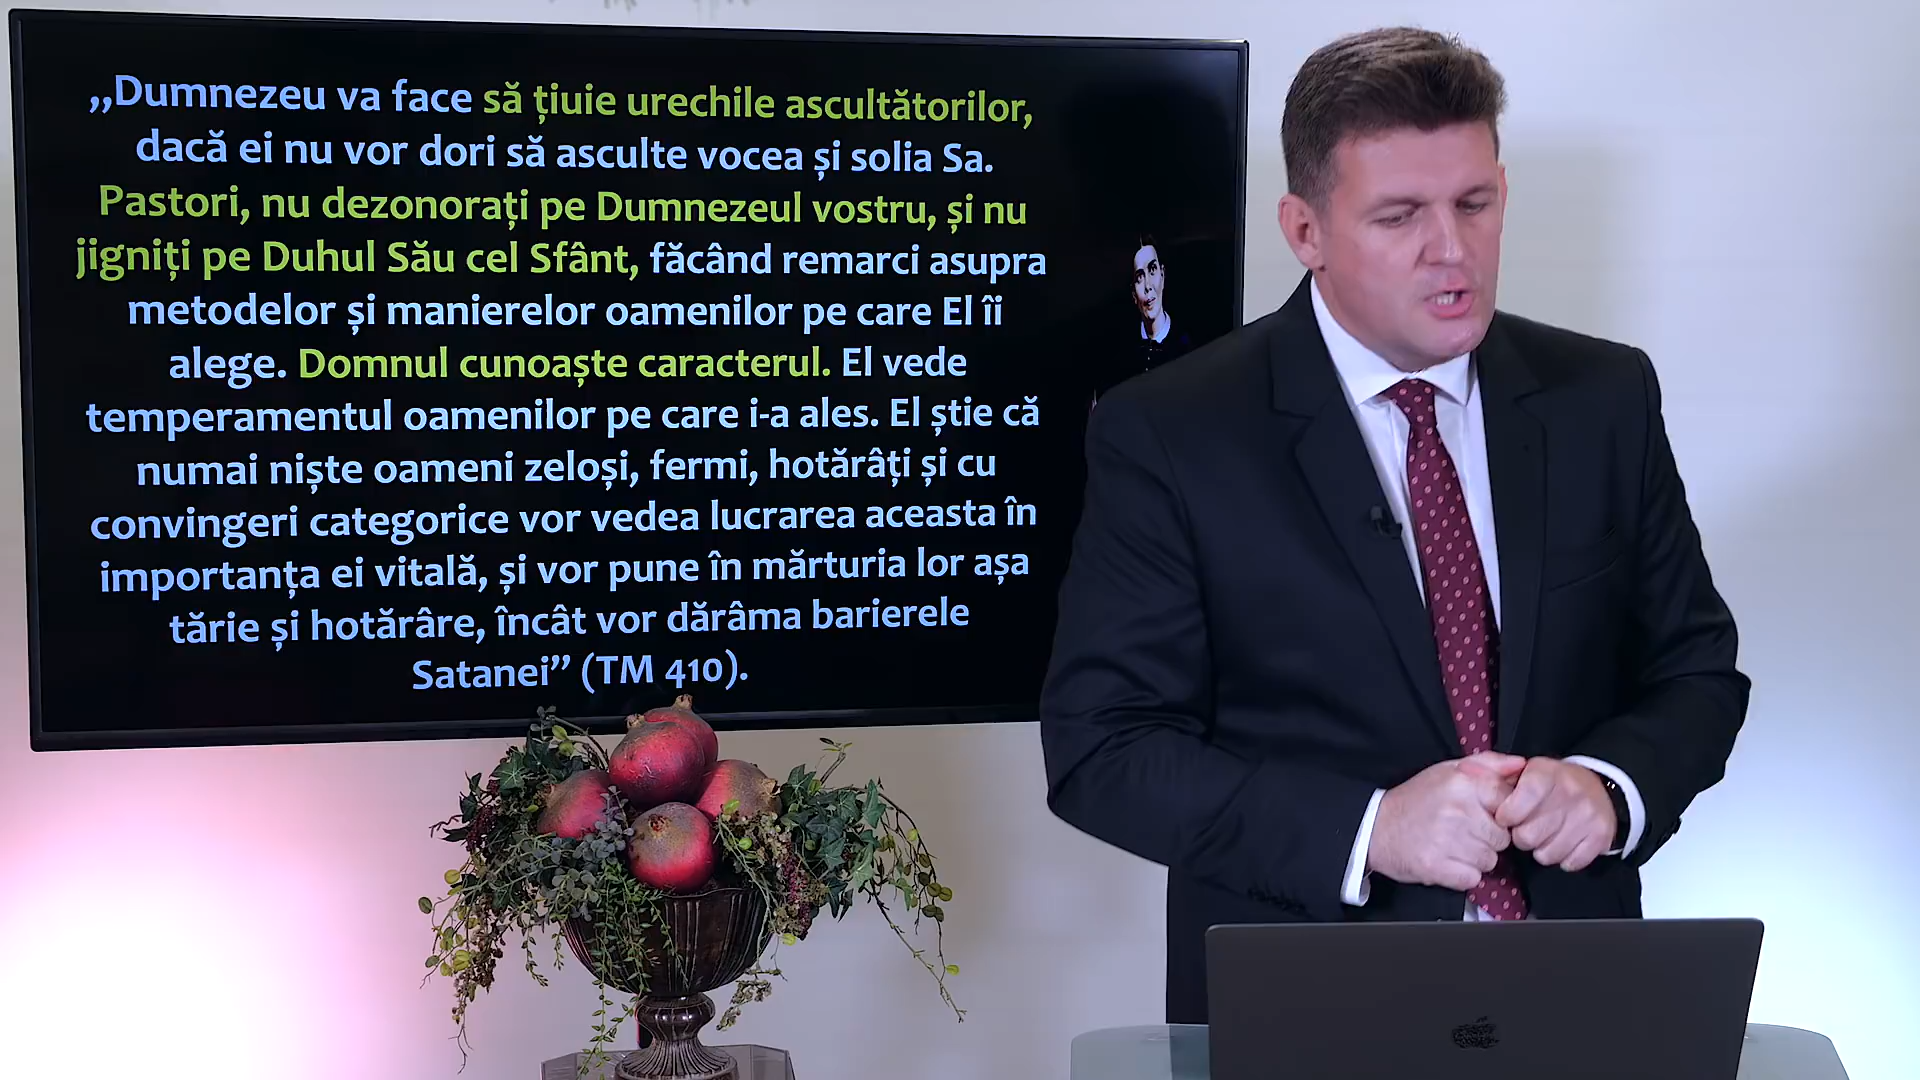 „Dumnezeu va face să țiuie urechile ascultătorilor,
dacă ei nu vor dori să asculte vocea și solia Sa.
Pastori, nu dezonorați pe Dumnezeul vostru, și nu
jigniți pe Duhul Său cel Sfânt, făcând remarci asupra
metodelor și manierelor oamenilor pe care El îi
alege. Domnul cunoaște caracterul. El vede
temperamentul oamenilor pe care i-a ales. El știe că
numai niște oameni zeloși, fermi, hotărâți și cu
convingeri categorice vor vedea lucrarea aceasta în
importanța ei vitală, și vor pune în mărturia lor așa
tărie și hotărâre, încât vor dărâma barierele
Satanei” (TM 410).